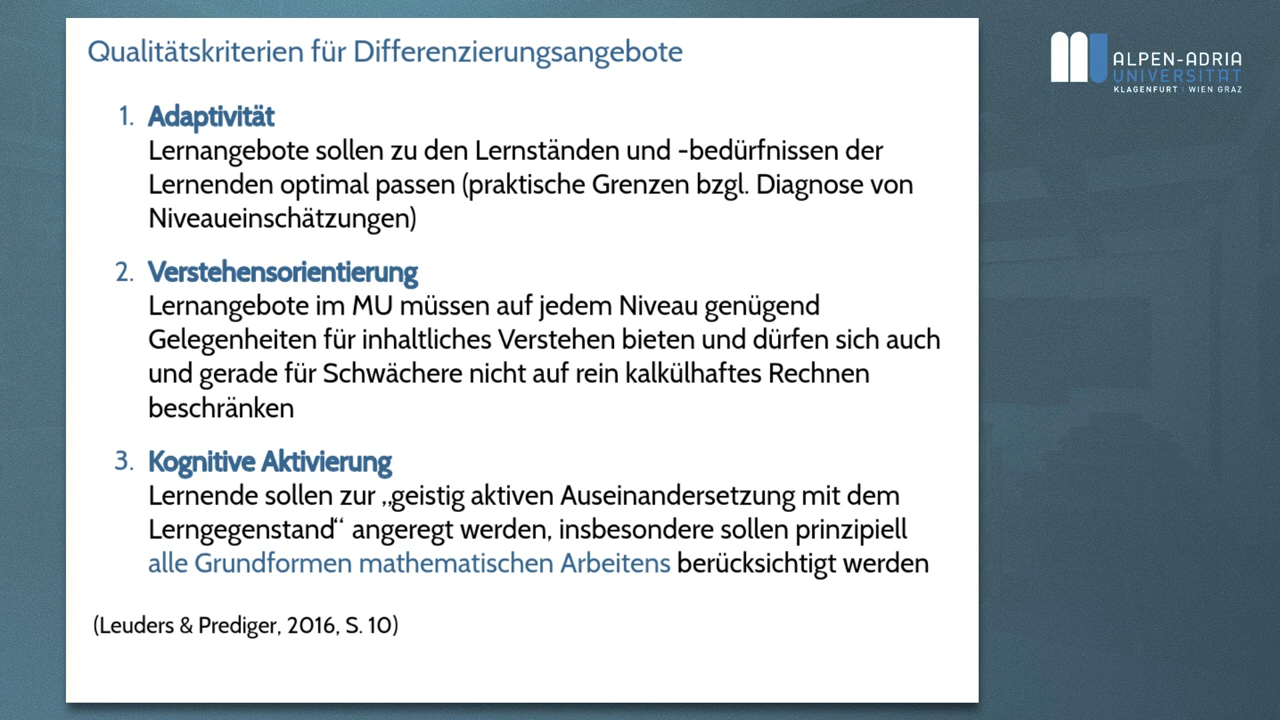 Qualitätskriterien für Differenzierungsangebote
1. Adaptivität
Lernangebote sollen zu den Lernständen und -bedürfnissen der
Lernenden optimal passen (praktische Grenzen bzgl. Diagnose von
Niveaueinschätzungen)
2. Verstehensorientierung
Lernangebote im MU müssen auf jedem Niveau genügend
Gelegenheiten für inhaltliches Verstehen bieten und dürfen sich auch
und gerade für Schwächere nicht auf rein kalkülhaftes Rechnen
beschränken
3. Kognitive Aktivierung
Lernende sollen zur „geistig aktiven Auseinandersetzung mit dem
Lerngegenstand“ angeregt werden, insbesondere sollen prinzipiell
alle Grundformen mathematischen Arbeitens berücksichtigt werden
(Leuders & Prediger, 2016, S. 10)
ALPEN-ADRIA
UNIVERSITÄT
KLAGENFURT | WIEN GRAZ